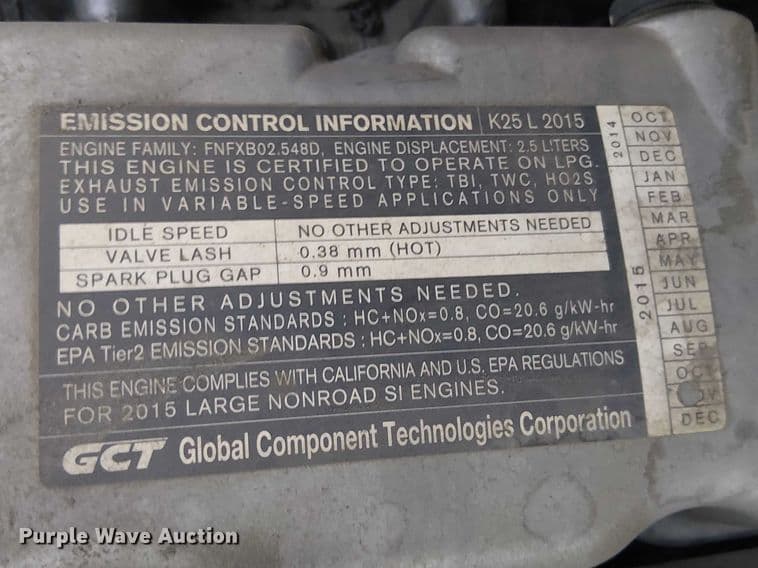 EMISSION CONTROL INFORMATION K25 L 2015
ENGINE FAMILY: FNFXB02.548D, ENGINE DISPLACEMENT: 2.5 LITERS
THIS ENGINE IS CERTIFIED TO OPERATE ON LPG.
EXHAUST EMISSION CONTROL TYPE: TBI, TWC, HO2S
USE IN VARIABLE-SPEED APPLICATIONS ONLY
IDLE SPEED NO OTHER ADJUSTMENTS NEEDED
VALVE LASH 0.38 mm (HOT)
SPARK PLUG GAP 0.9 mm
NO OTHER ADJUSTMENTS NEEDED.
CARB EMISSION STANDARDS : HC+NOx=0.8, CO=20.6 g/kW-hr
EPA Tier2 EMISSION STANDARDS : HC+NOx=0.8, CO=20.6 g/kW-hr
THIS ENGINE COMPLIES WITH CALIFORNIA AND U.S. EPA REGULATIONS
FOR 2015 LARGE NONROAD SI ENGINES.
GCT Global Component Technologies Corporation
2014
OCT
NOV
DEC
2015
JAN
FEB
MAR
APR
MAY
JUN
JUL
AUG
SEP
OCT
NOV
DEC
Purple Wave Auction